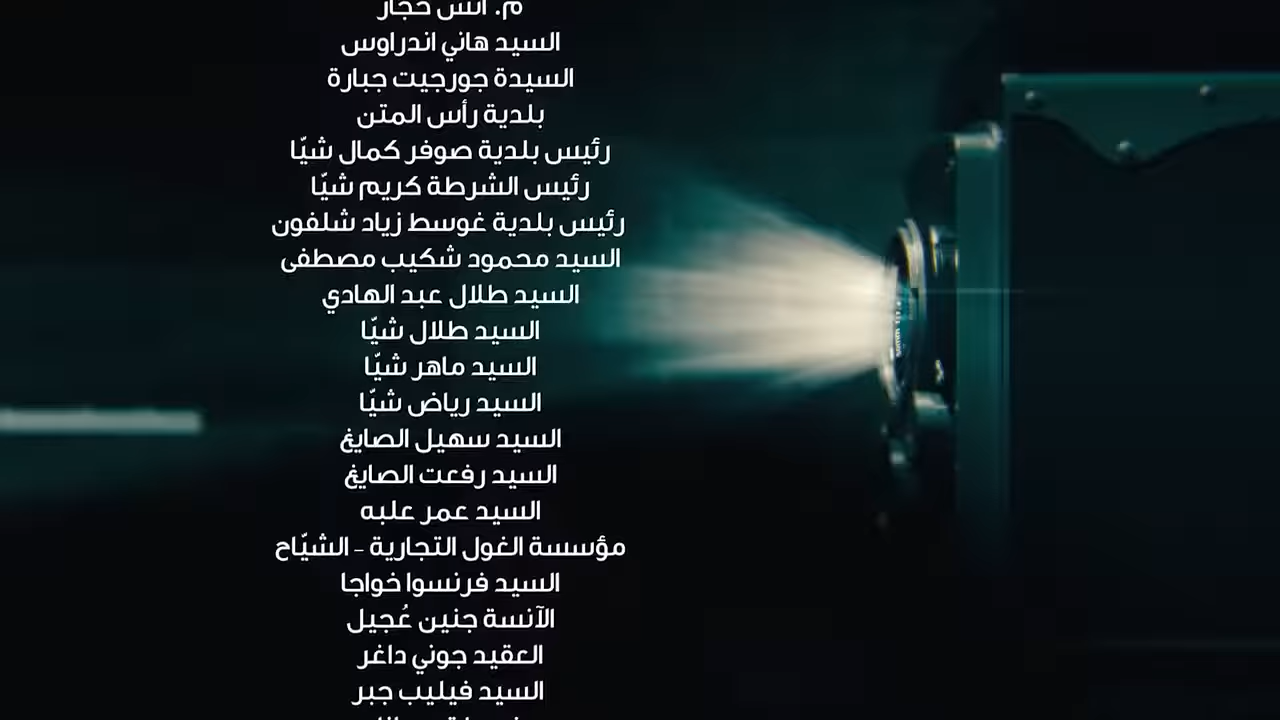 م. أنس حجار
السيد هاني اندراوس
السيدة جورجيت جبارة
بلدية رأس المتن
رئيس بلدية صوفر كمال شيّا
رئيس الشرطة كريم شيّا
رئيس بلدية غوسط زياد شلفون
السيد محمود شكيب مصطفى
السيد طلال عبد الهادي
السيد طلال شيّا
السيد ماهر شيّا
السيد رياض شيّا
السيد سهيل الصايغ
السيد رفعت الصايغ
السيد عمر علبه
مؤسسة الغول التجارية - الشيّاح
السيد فرنسوا خواجا
الآنسة جنين عُجيل
العقيد جوني داغر
السيد فيليب جبر